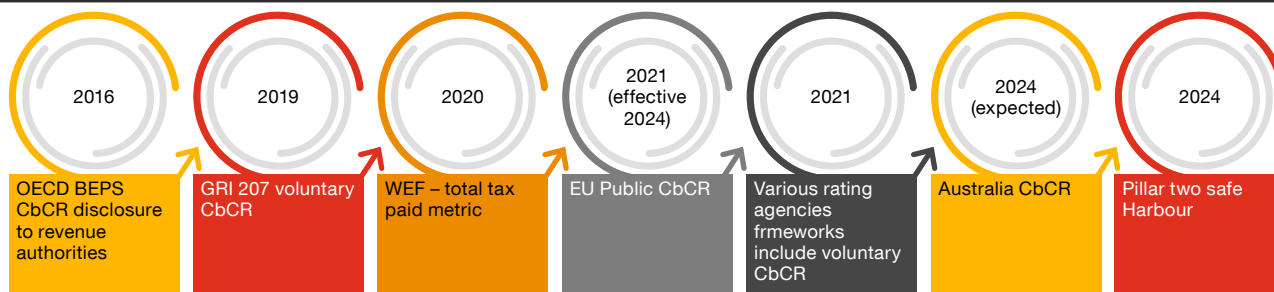 2016
OECD BEPS
CbCR disclosure
to revenue
authorities
2019
GRI 207 voluntary
CbCR
2020
WEF – total tax
paid metric
2021
(effective
2024)
EU Public CbCR
2021
Various rating
agencies
frmeworks
include voluntary
CbCR
2024
(expected)
Australia CbCR
2024
Pillar two safe
Harbour